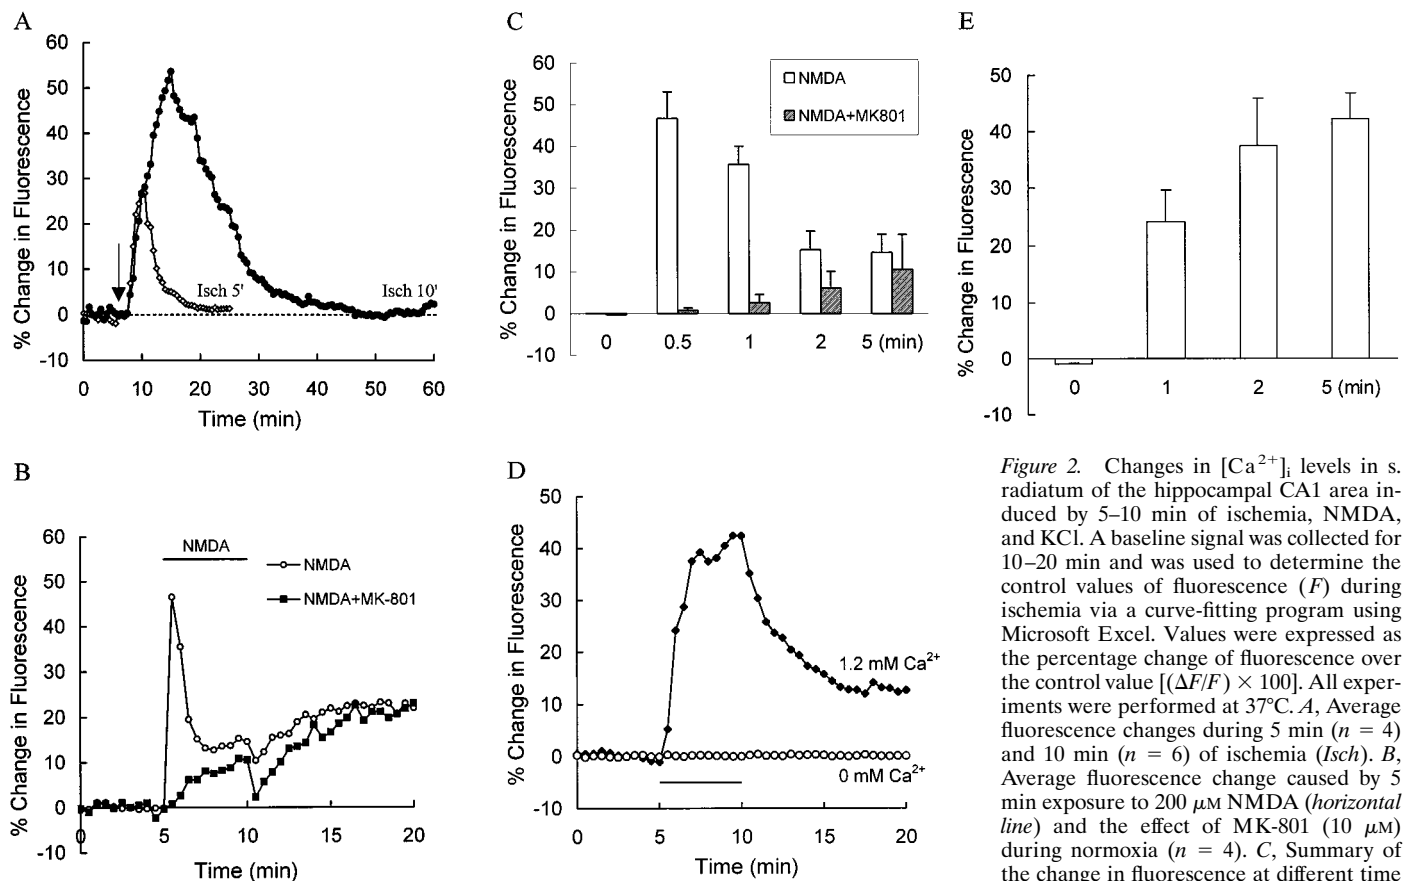 A
60
50
40
30
20
10
0
-10
% Change in Fluorescence
Isch 5'
Isch 10'
0 10 20 30 40 50 60
Time (min)
B
60
50
40
30
20
10
0
-10
% Change in Fluorescence
NMDA
NMDA
NMDA+MK-801
0 5 10 15 20
Time (min)
C
60
50
40
30
20
10
0
-10
% Change in Fluorescence
NMDA
NMDA+MK801
0 0.5 1 2 5 (min)
D
50
40
30
20
10
0
-10
% Change in Fluorescence
1.2 mM Ca²⁺
0 mM Ca²⁺
0 5 10 15 20
Time (min)
E
50
40
30
20
10
0
-10
% Change in Fluorescence
0 1 2 5 (min)
Figure 2. Changes in [Ca²⁺]ᵢ levels in s.
radiatum of the hippocampal CA1 area in-
duced by 5–10 min of ischemia, NMDA,
and KCl. A baseline signal was collected for
10–20 min and was used to determine the
control values of fluorescence (F) during
ischemia via a curve-fitting program using
Microsoft Excel. Values were expressed as
the percentage change of fluorescence over
the control value [(ΔF/F) × 100]. All exper-
iments were performed at 37°C. A, Average
fluorescence changes during 5 min (n = 4)
and 10 min (n = 6) of ischemia (Isch). B,
Average fluorescence change caused by 5
min exposure to 200 μM NMDA (horizontal
line) and the effect of MK-801 (10 μM)
during normoxia (n = 4). C, Summary of
the change in fluorescence at different time